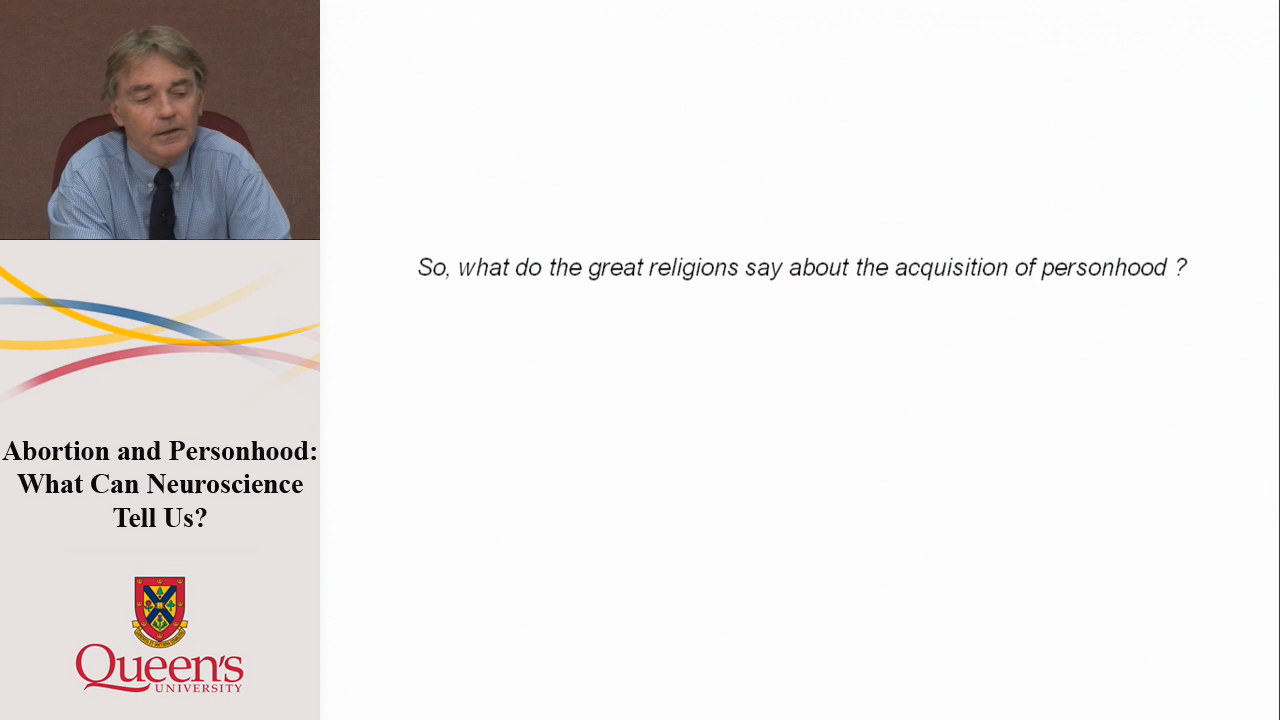 So, what do the great religions say about the acquisition of personhood ?
Abortion and Personhood:
What Can Neuroscience
Tell Us?
Queen's
UNIVERSITY